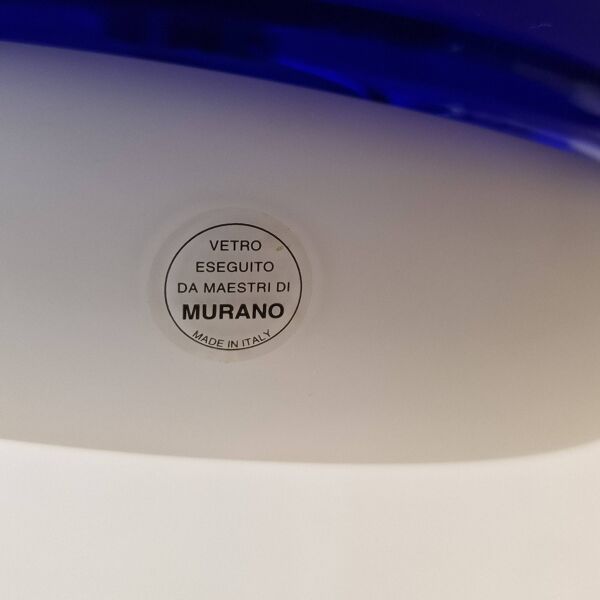 VETRO
ESEGUITO
DA MAESTRI DI
MURANO
MADE IN ITALY